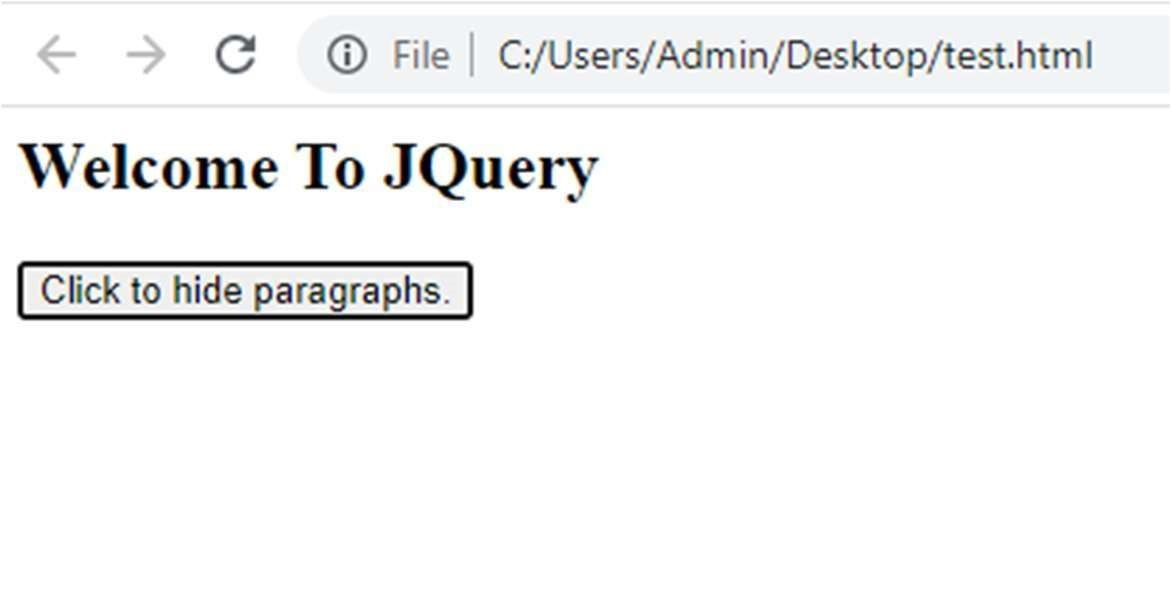 File | C:/Users/Admin/Desktop/test.html
Welcome To JQuery
Click to hide paragraphs.